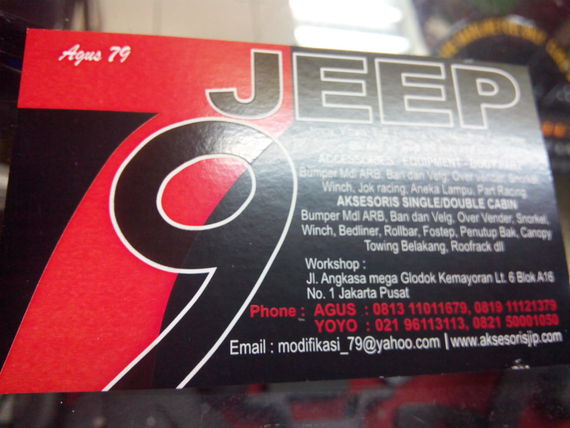 Agus 79
JEEP
79
ACCESSORIES EQUIPMENT BODY
Bumper Mdl ARB, Ban dan Velg, Over Vender, Snorkel,
Winch, Jok racing, Aneka Lampu, Part Racing
AKSESORIS SINGLE/DOUBLE CABIN
Bumper Mdl ARB, Ban dan Velg, Over Vender, Snorkel,
Winch, Bedliner, Rollbar, Fostep, Penutup Bak, Canopy
Towing Belakang, Roofrack dll
Workshop :
Jl. Angkasa mega Glodok Kemayoran Lt. 6 Blok A16
No. 1 Jakarta Pusat
Phone : AGUS : 0813 11011679, 0819 11121379
YOYO : 021 96113113, 0821 50001050
Email : modifikasi_79@yahoo.com | www.aksesorisjip.com